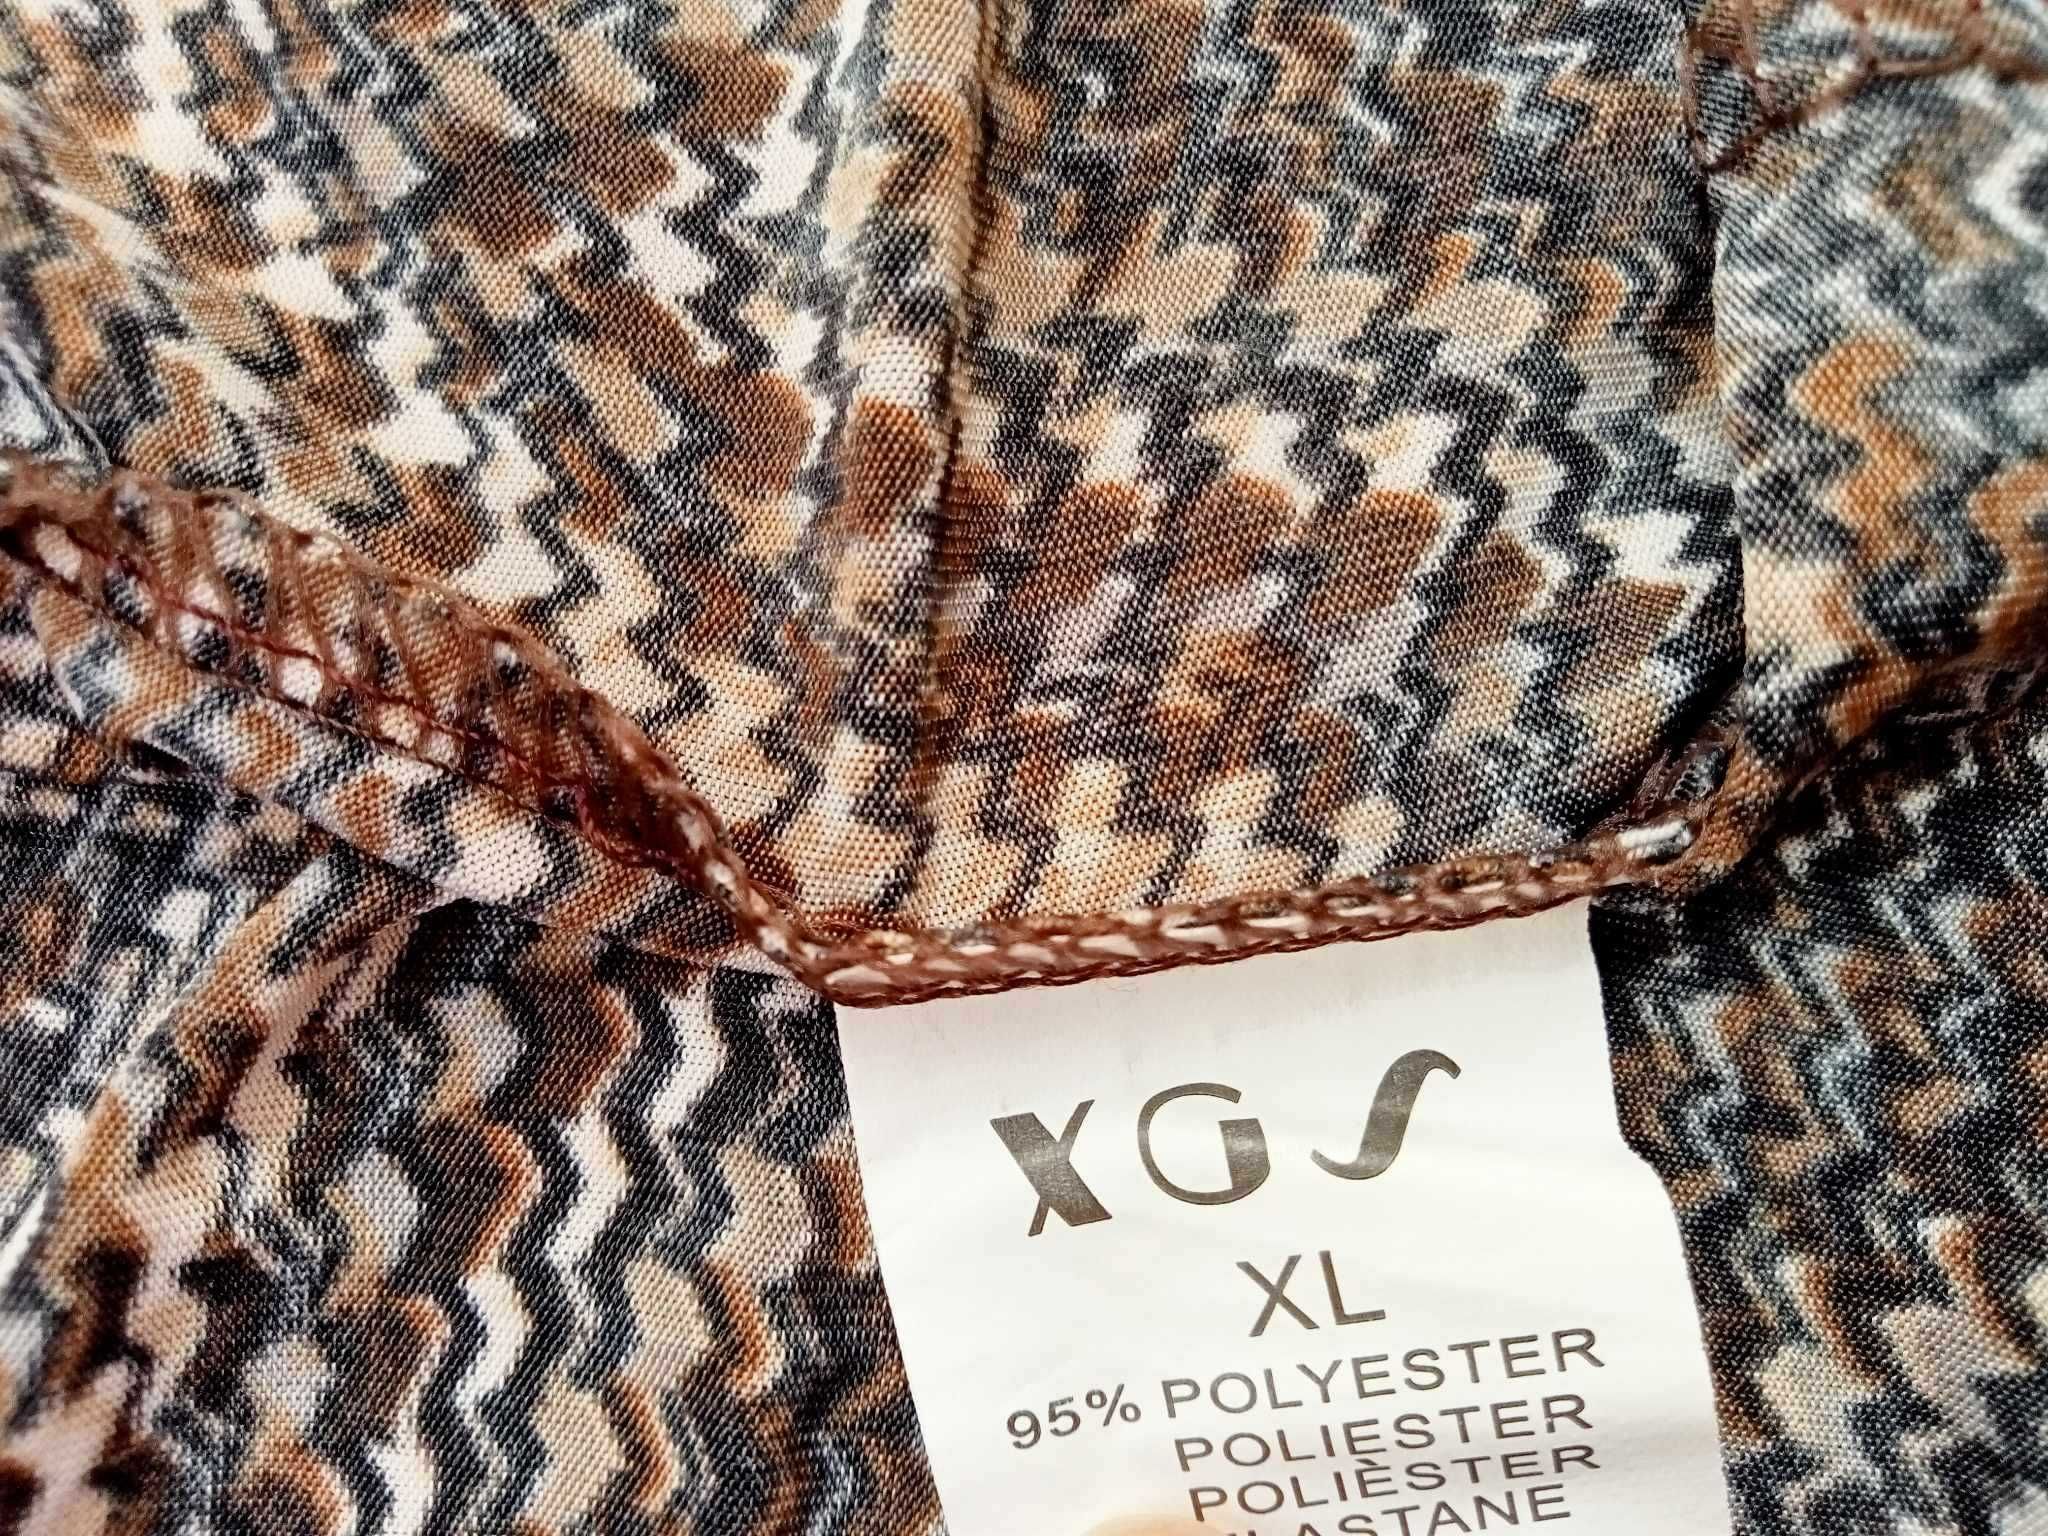 XGS
XL
95% POLYESTER
POLIESTER
POLIÈSTER